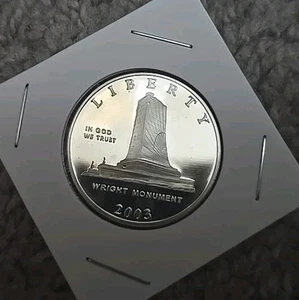 LIBERTY
IN GOD
WE TRUST
WRIGHT MONUMENT
2003